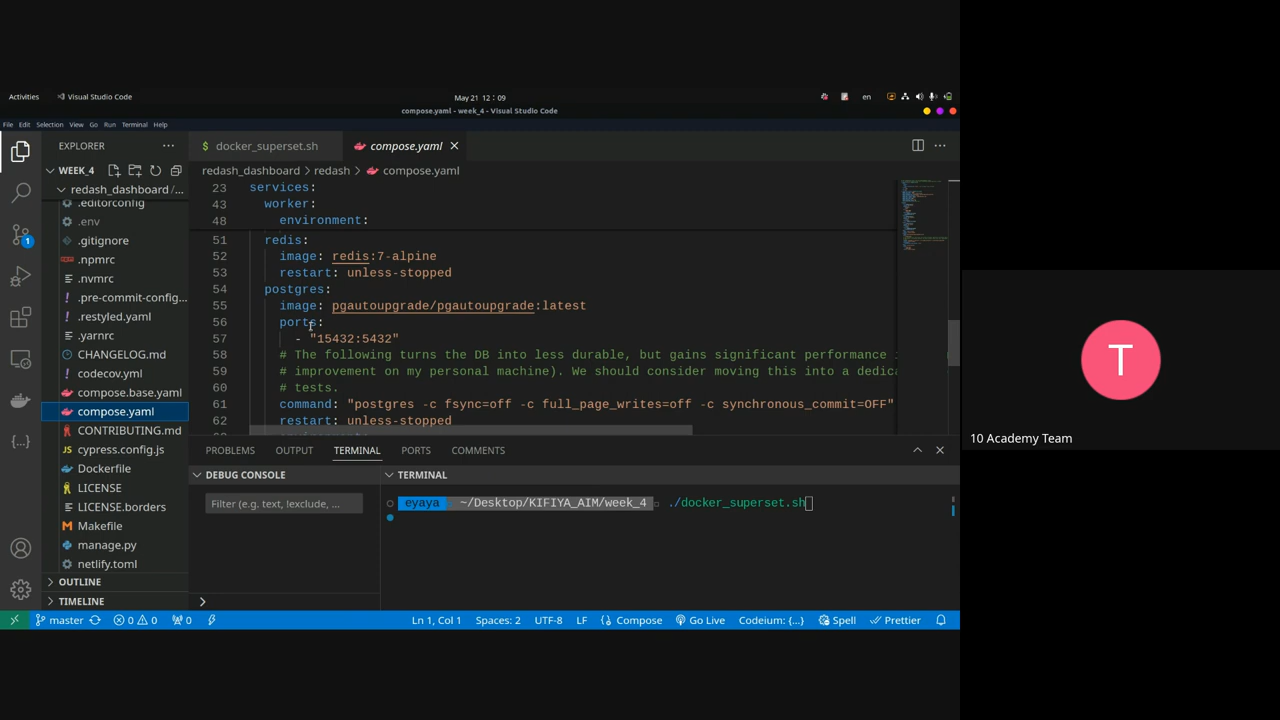 Activities
Visual Studio Code
May 21 12 : 09
en
compose.yaml - week_4 - Visual Studio Code
File Edit Selection View Go Run Terminal Help
EXPLORER
WEEK_4
redash_dashboard / ...
.editorconfig
.env
.gitignore
.npmrc
.nvmrc
.pre-commit-config...
.restyled.yaml
.yarnrc
CHANGELOG.md
codecov.yml
compose.base.yaml
compose.yaml
CONTRIBUTING.md
cypress.config.js
Dockerfile
LICENSE
LICENSE.borders
Makefile
manage.py
netlify.toml
OUTLINE
TIMELINE
docker_superset.sh
compose.yaml
redash_dashboard > redash > compose.yaml
23 services:
43 worker:
48 environment:
51 redis:
52 image: redis:7-alpine
53 restart: unless-stopped
54 postgres:
55 image: pgautoupgrade/pgautoupgrade:latest
56 ports:
57 - "15432:5432"
58 # The following turns the DB into less durable, but gains significant performance
59 # improvement on my personal machine). We should consider moving this into a dedica
60 # tests.
61 command: "postgres -c fsync=off -c full_page_writes=off -c synchronous_commit=OFF"
62 restart: unless-stopped
PROBLEMS OUTPUT TERMINAL PORTS COMMENTS
DEBUG CONSOLE
Filter (e.g. text, !exclude, ...
TERMINAL
eyaya ~/Desktop/KIFIYA_AIM/week_4 ./docker_superset.sh
master 0 0 0
Ln 1, Col 1 Spaces: 2 UTF-8 LF Compose Go Live Codeium: {...} Spell Prettier
1
T
10 Academy Team